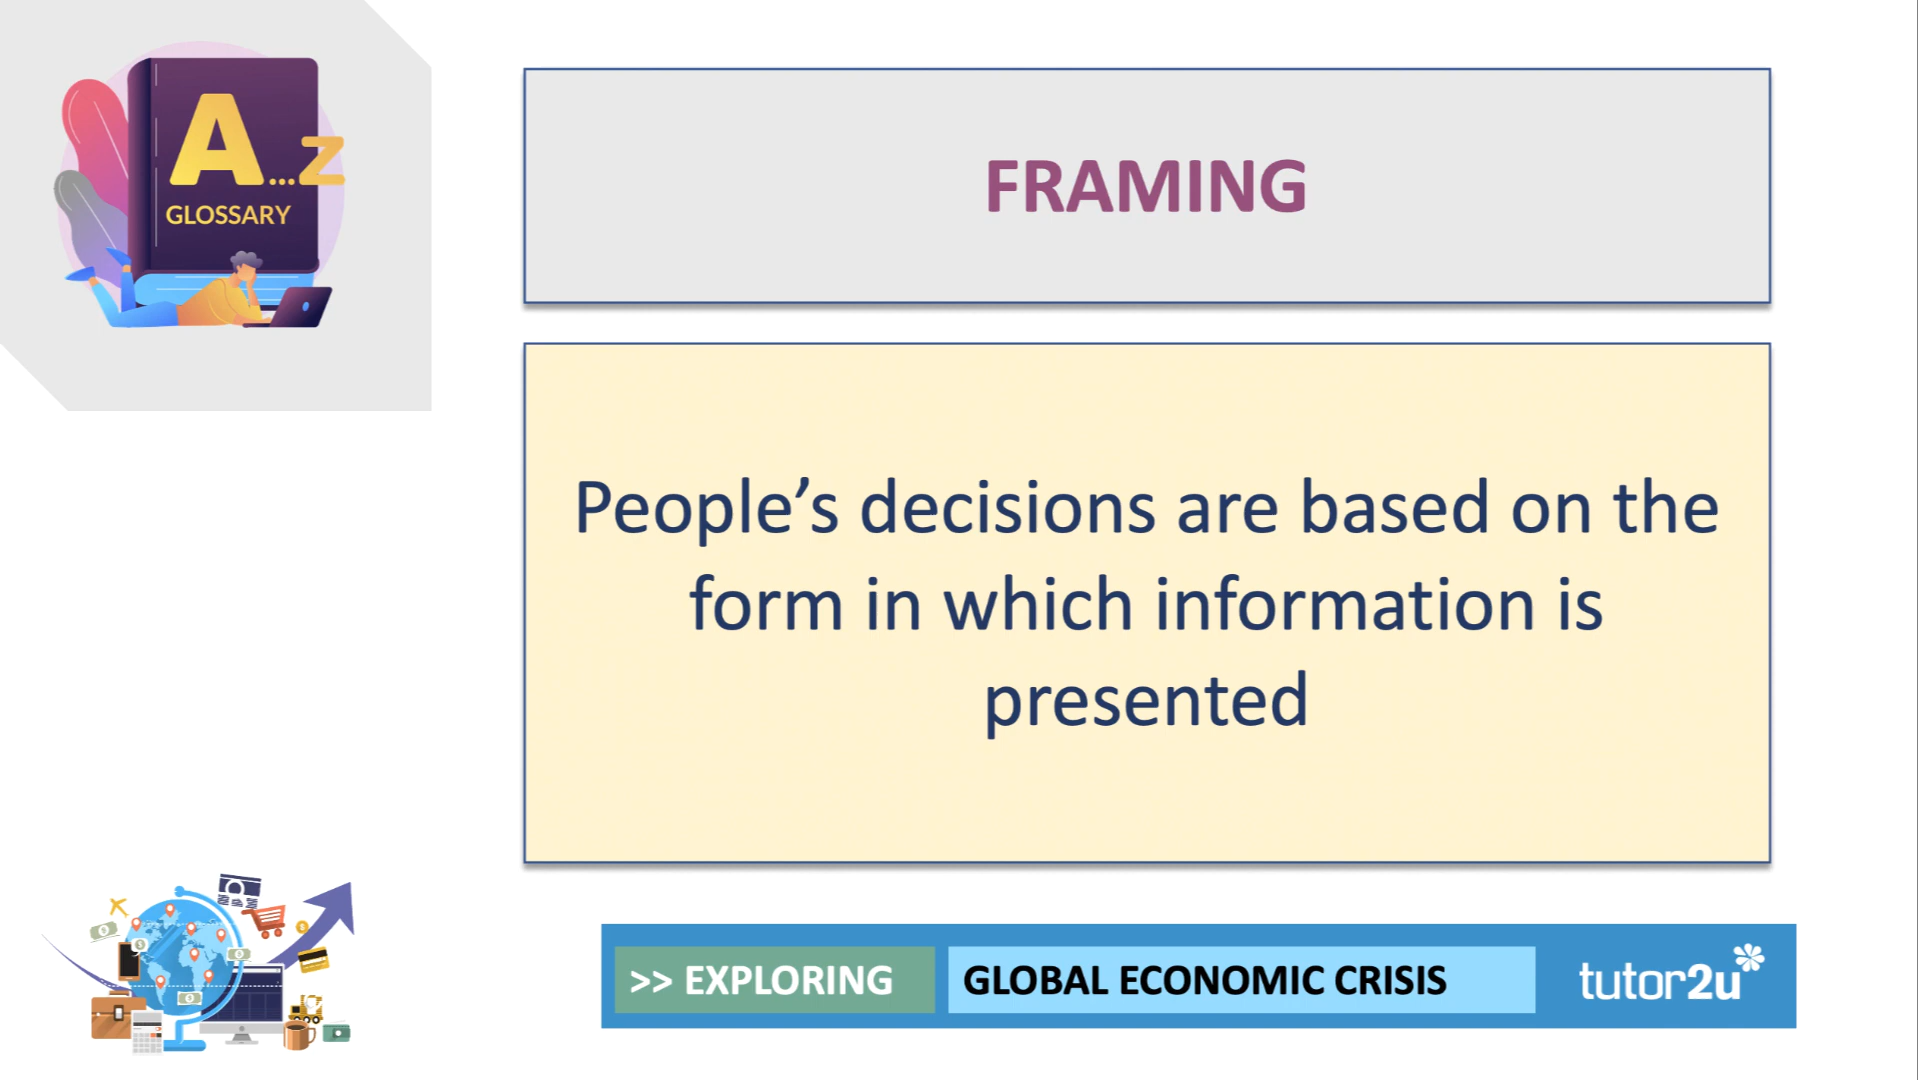 A...Z
GLOSSARY
FRAMING
People’s decisions are based on the
form in which information is
presented
>> EXPLORING
GLOBAL ECONOMIC CRISIS
tutor2u